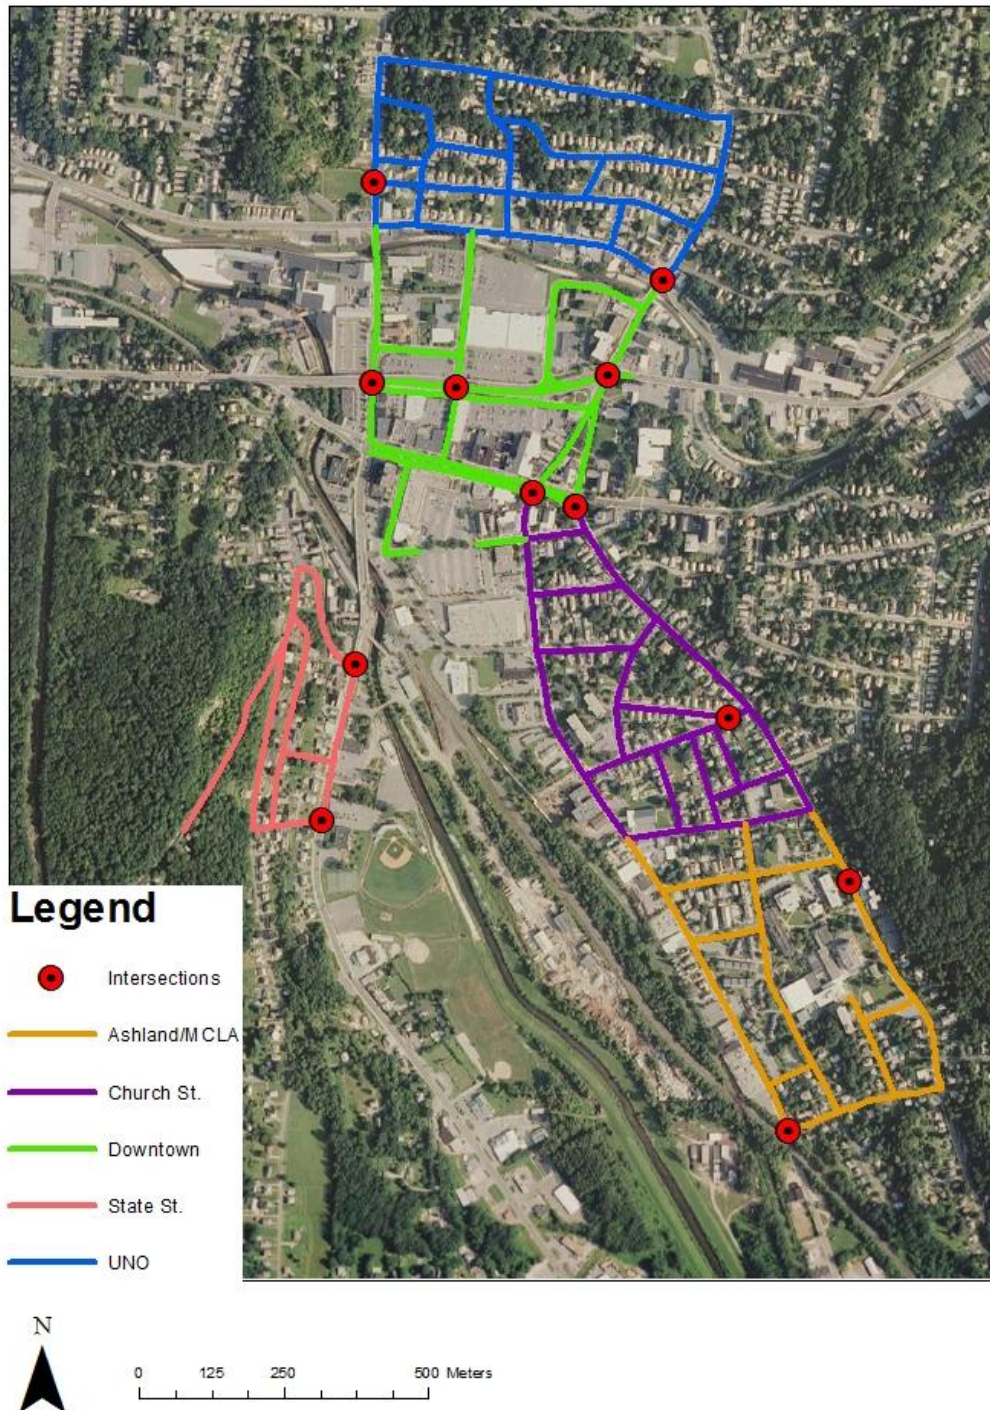 Legend
Intersections
Ashland/MCLA
Church St.
Downtown
State St.
UNO
N
0 125 250 500 Meters